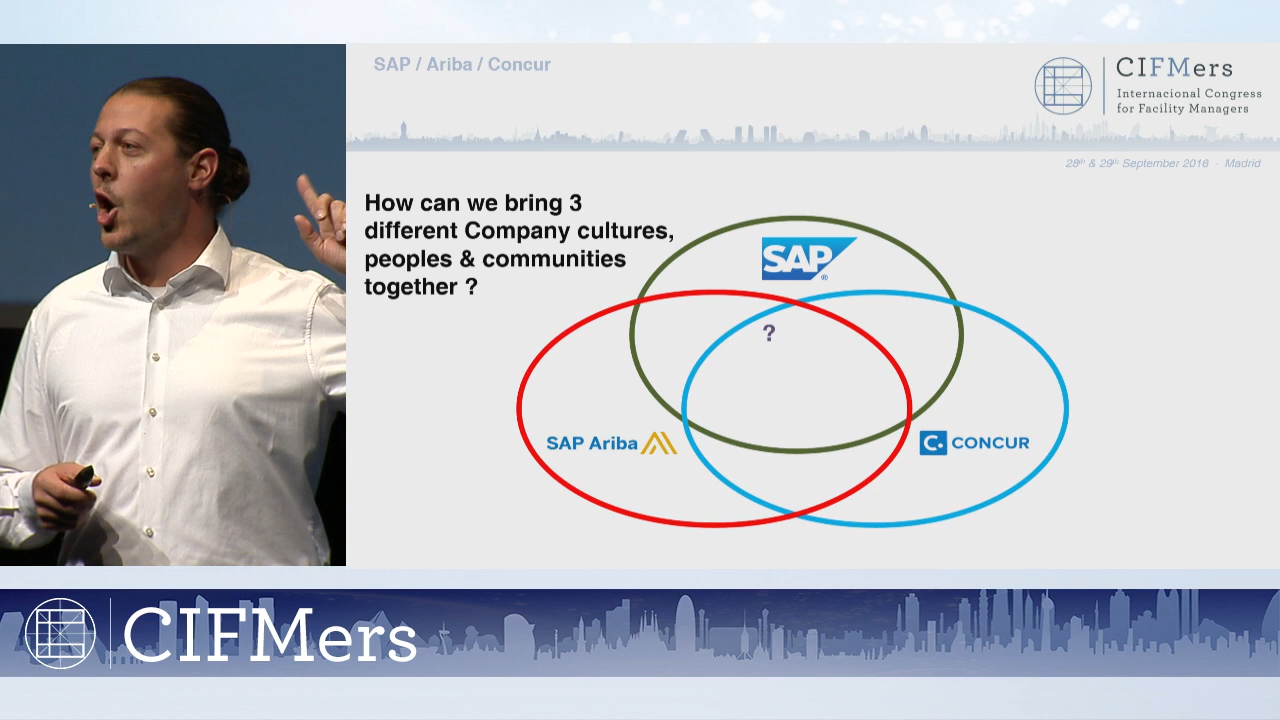 SAP / Ariba / Concur
CIFMers
Internacional Congress
for Facility Managers
28th & 29th September 2016 - Madrid
How can we bring 3
different Company cultures,
peoples & communities
together ?
SAP
®
?
SAP Ariba
C. CONCUR
CIFMers